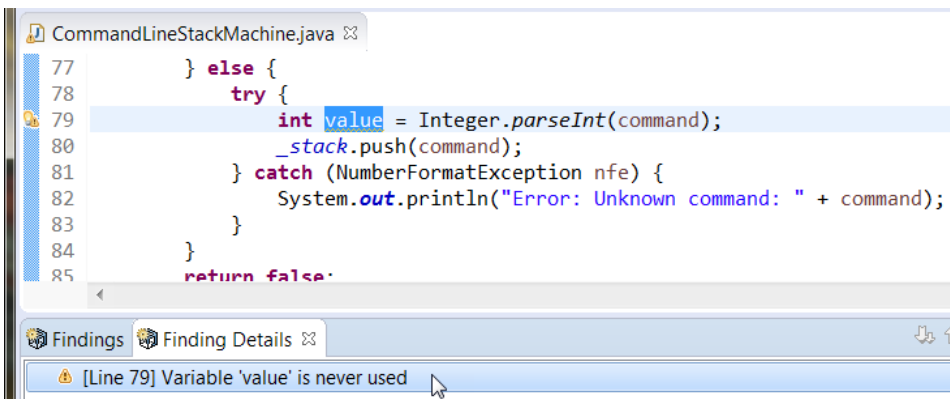 CommandLineStackMachine.java
77 } else {
78 try {
79 int value = Integer.parseInt(command);
80 _stack.push(command);
81 } catch (NumberFormatException nfe) {
82 System.out.println("Error: Unknown command: " + command);
83 }
84 }
85 return false;
Findings Finding Details
[Line 79] Variable 'value' is never used